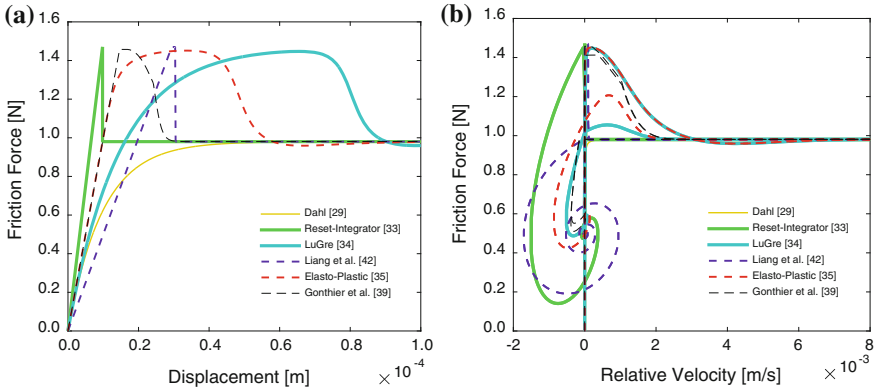 (a)
Friction Force [N]
1.6
1.4
1.2
1.0
0.8
0.6
0.4
0.2
0.0
Dahl [29]
Reset-Integrator [33]
LuGre [34]
Liang et al. [42]
Elasto-Plastic [35]
Gonthier et al. [39]
0.0 0.2 0.4 0.6 0.8 1.0
Displacement [m]
× 10⁻⁴
(b)
Friction Force [N]
1.6
1.4
1.2
1.0
0.8
0.6
0.4
0.2
0.0
Dahl [29]
Reset-Integrator [33]
LuGre [34]
Liang et al. [42]
Elasto-Plastic [35]
Gonthier et al. [39]
-2 0 2 4 6 8
Relative Velocity [m/s]
× 10⁻³